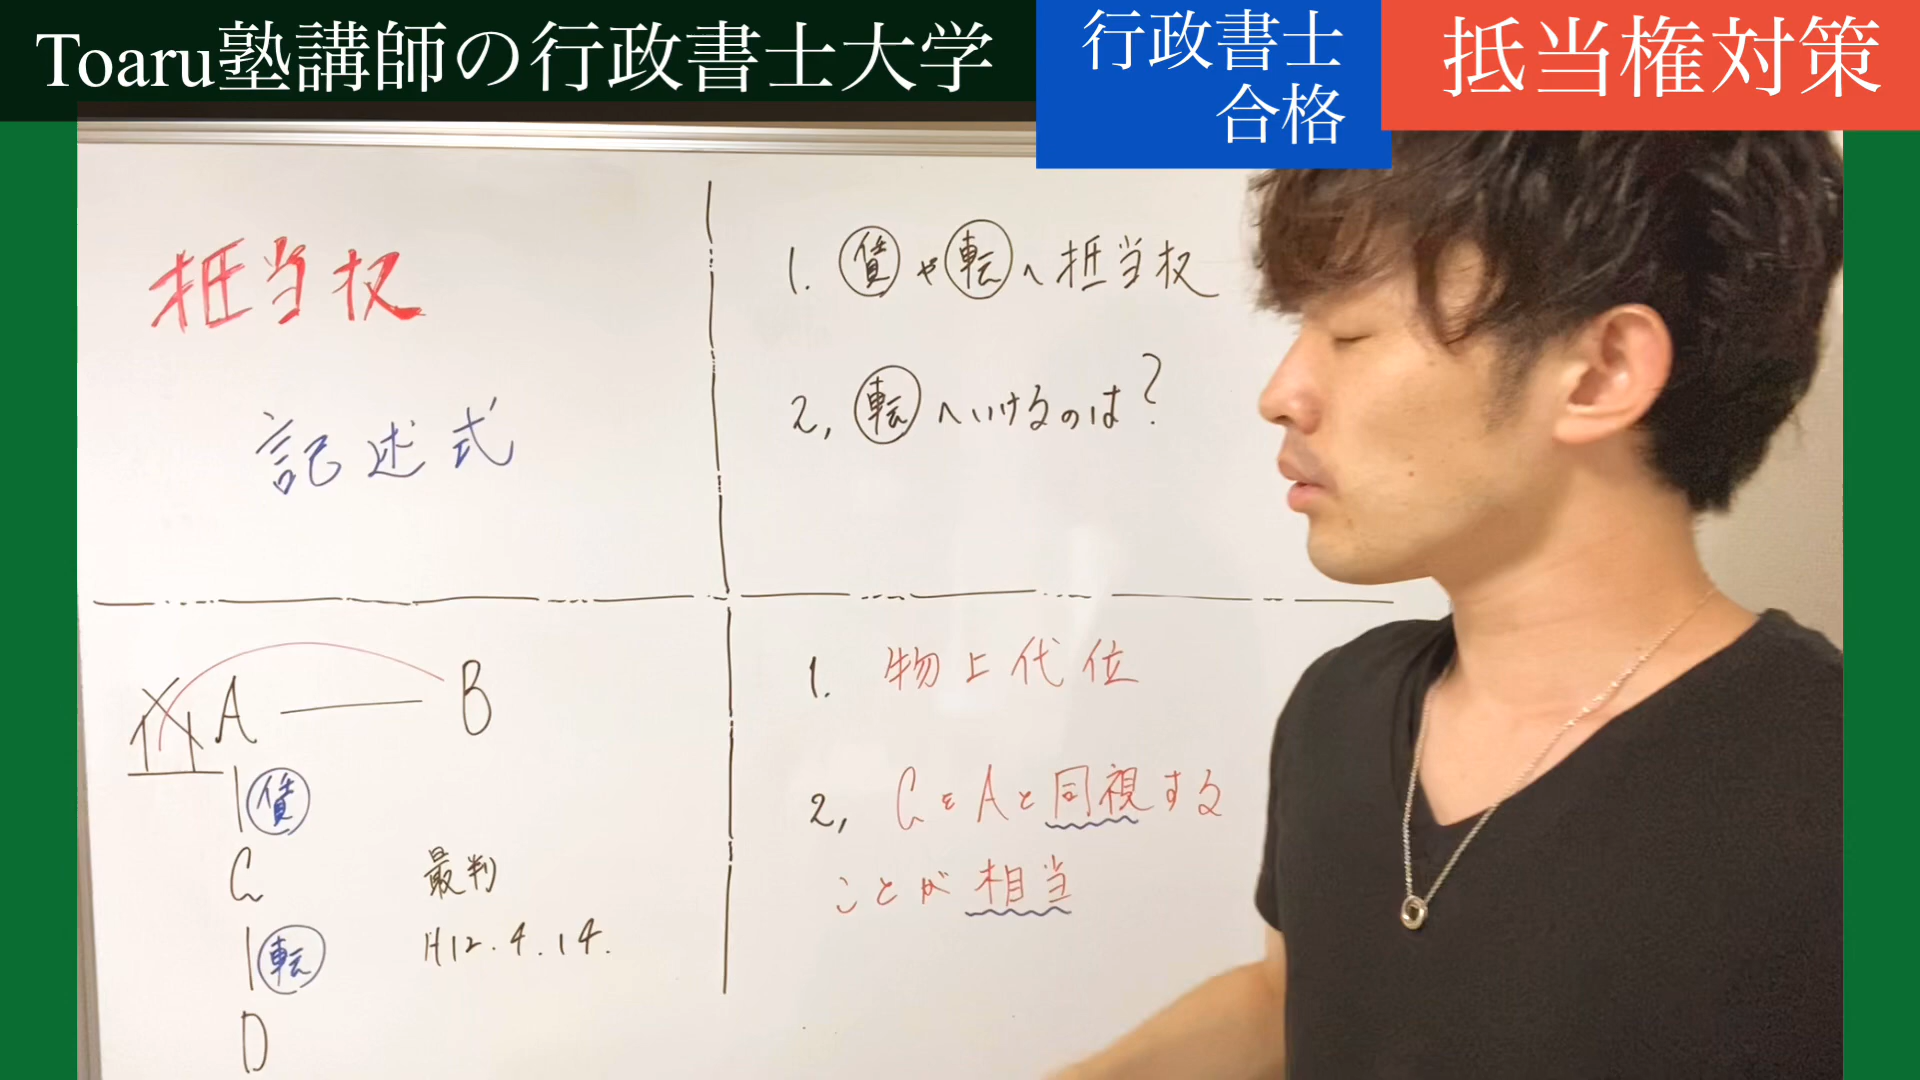 Toaru塾講師の行政書士大学
行政書士
合格
抵当権対策
抵当权
記述式
1. 賃や転へ抵当权
2, 転へいけるのは?
A B
賃
C
最判
H12.4.14.
転
D
1. 物上代位
2, CをAと同視する
ことが相当